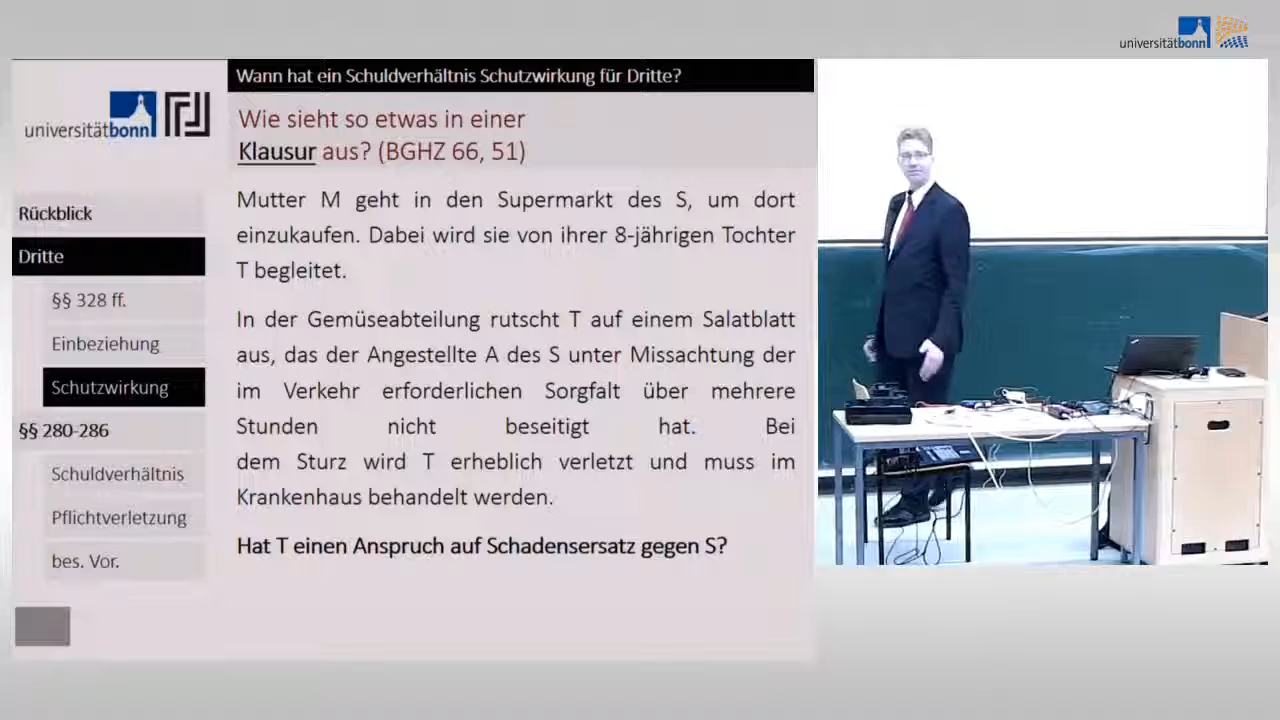 universitätbonn
Wann hat ein Schuldverhältnis Schutzwirkung für Dritte?
universitätbonn
Wie sieht so etwas in einer
Klausur aus? (BGHZ 66, 51)
Mutter M geht in den Supermarkt des S, um dort
einzukaufen. Dabei wird sie von ihrer 8-jährigen Tochter
T begleitet.
In der Gemüseabteilung rutscht T auf einem Salatblatt
aus, das der Angestellte A des S unter Missachtung der
im Verkehr erforderlichen Sorgfalt über mehrere
Stunden nicht beseitigt hat. Bei
dem Sturz wird T erheblich verletzt und muss im
Krankenhaus behandelt werden.
Hat T einen Anspruch auf Schadensersatz gegen S?
Rückblick
Dritte
§§ 328 ff.
Einbeziehung
Schutzwirkung
§§ 280-286
Schuldverhältnis
Pflichtverletzung
bes. Vor.